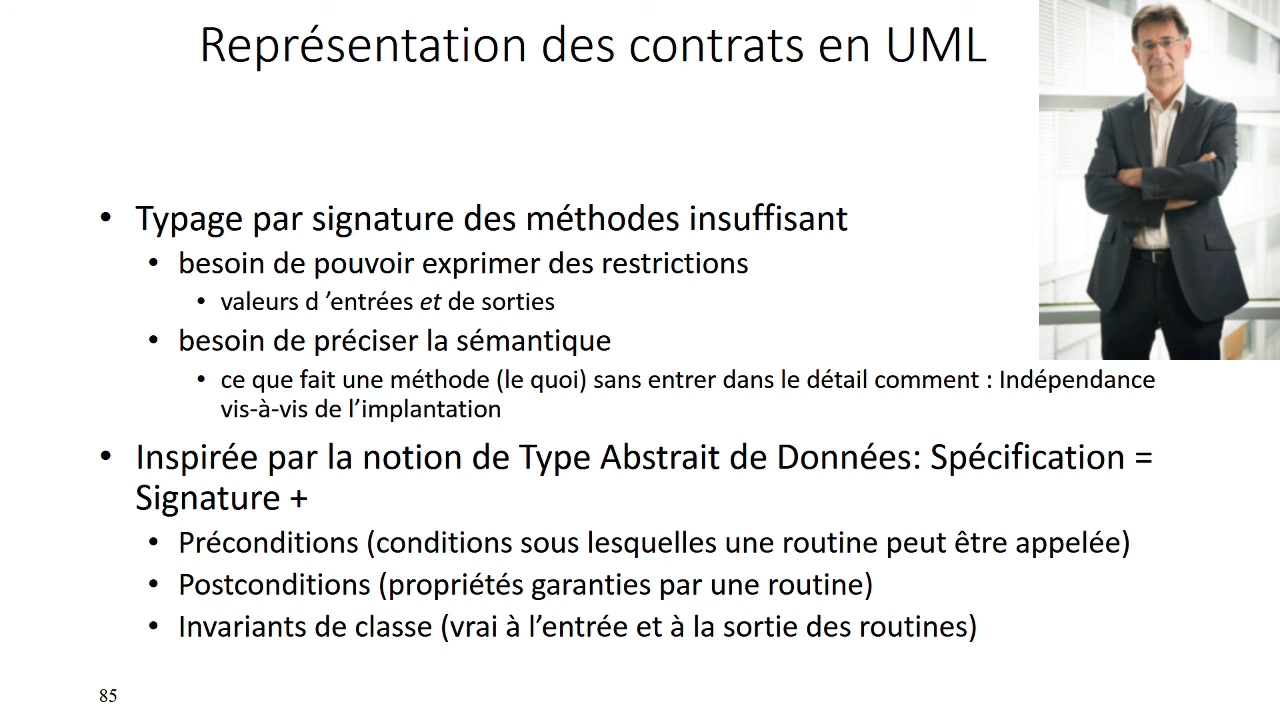 Représentation des contrats en UML
• Typage par signature des méthodes insuffisant
• besoin de pouvoir exprimer des restrictions
• valeurs d ’entrées et de sorties
• besoin de préciser la sémantique
• ce que fait une méthode (le quoi) sans entrer dans le détail comment : Indépendance
vis-à-vis de l’implantation
• Inspirée par la notion de Type Abstrait de Données: Spécification =
Signature +
• Préconditions (conditions sous lesquelles une routine peut être appelée)
• Postconditions (propriétés garanties par une routine)
• Invariants de classe (vrai à l’entrée et à la sortie des routines)
85